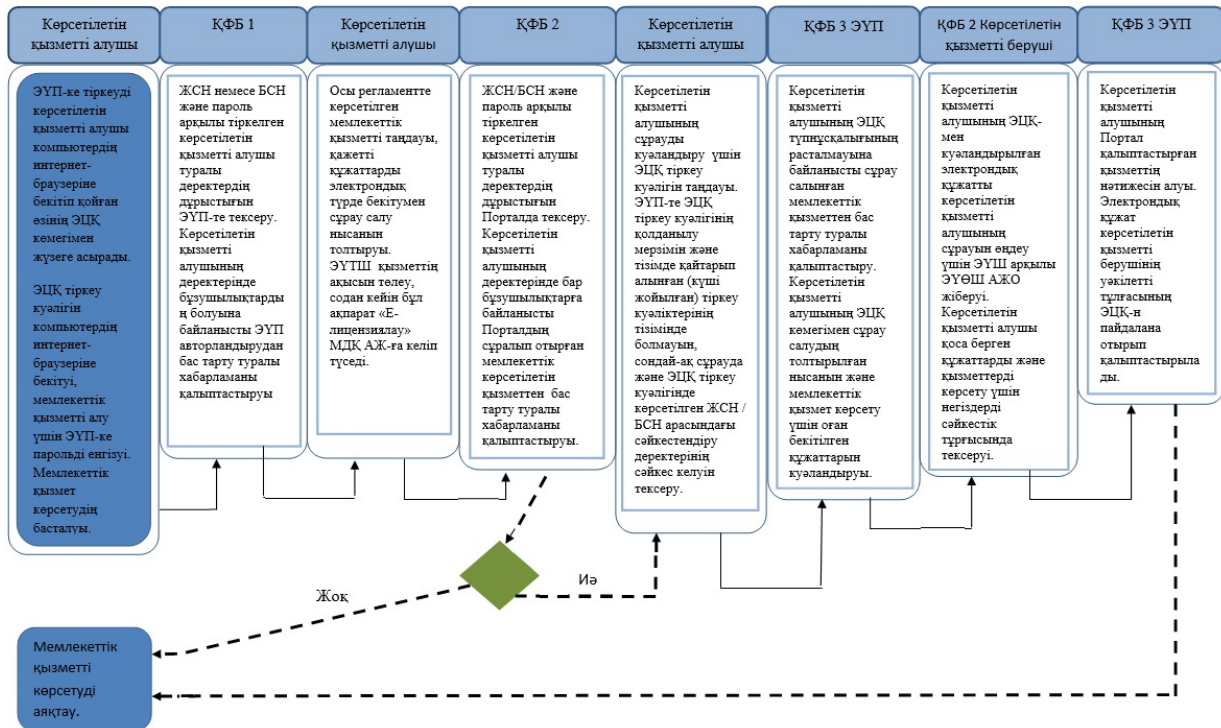 Көрсетілетін
қызметті алушы
ЭҮП-ке тіркеуді
көрсетілетін
қызметті алушы
компьютердің
интернет-
браузеріне
бекітіп қойған
өзінің ЭЦҚ
көмегімен
жүзеге асырады.
ЭЦҚ тіркеу
куәлігін
компьютердің
интернет-
браузеріне
бекітуі,
мемлекеттік
қызметті алу
үшін ЭҮП-ке
парольді енгізуі.
Мемлекеттік
қызмет
көрсетудің
басталуы.
ҚФБ 1
ЖСН немесе БСН
және пароль
арқылы тіркелген
көрсетілетін
қызметті алушы
туралы
деректердің
дұрыстығын
ЭҮП-те тексеру.
Көрсетілетін
қызметті
алушының
деректерінде
бұзушылықтарды
ң болуына
байланысты ЭҮП
авторландырудан
бас тарту туралы
хабарламаны
қалыптастыруы
Көрсетілетін
қызметті алушы
Осы регламентте
көрсетілген
мемлекеттік
қызметті таңдауы,
қажетті
құжаттарды
электрондық
түрде бекітумен
сұрау салу
нысанын
толтыруы.
ЭҮТШ қызметтің
ақысын төлеу,
содан кейін бұл
ақпарат «Е-
лицензиялау»
МДҚ АЖ-ға келіп
түседі.
ҚФБ 2
ЖСН/БСН және
пароль арқылы
тіркелген
көрсетілетін
қызметті алушы
туралы
деректердің
дұрыстығын
Порталда тексеру.
Көрсетілетін
қызметті
алушының
деректерінде бар
бұзушылықтарға
байланысты
Порталдың
сұралып отырған
мемлекеттік
көрсетілетін
қызметтен бас
тарту туралы
хабарламаны
қалыптастыруы.
Көрсетілетін
қызметті алушы
Көрсетілетін
қызметті
алушының
сұрауды
куәландыру үшін
ЭЦҚ тіркеу
куәлігін таңдауы.
ЭҮП-те ЭЦҚ
тіркеу куәлігінің
қолданылу
мерзімін және
тізімде қайтарып
алынған (күші
жойылған) тіркеу
куәліктерінің
тізімінде
болмауын,
сондай-ақ сұрауда
және ЭЦҚ тіркеу
куәлігінде
көрсетілген ЖСН /
БСН арасындағы
сәйкестендіру
деректерінің
сәйкес келуін
тексеру.
ҚФБ 3 ЭҮП
Көрсетілетін
қызметті
алушының ЭЦҚ
түпнұсқалығының
расталмауына
байланысты сұрау
салынған
мемлекеттік
қызметтен бас
тарту туралы
хабарламаны
қалыптастыру.
Көрсетілетін
қызметті
алушының ЭЦҚ
көмегімен сұрау
салудың
толтырылған
нысанын және
мемлекеттік
қызмет көрсету
үшін оған
бекітілген
құжаттарын
куәландыруы.
ҚФБ 2 Көрсетілетін
қызметті беруші
Көрсетілетін
қызметті
алушының ЭЦҚ-
мен
куәландырылған
электрондық
құжатты
көрсетілетін
қызметті
алушының
сұрауын өңдеу
үшін ЭҮШ арқылы
ЭҮӨШ АЖО
жіберуі.
Көрсетілетін
қызметті алушы
қоса берген
құжаттарды және
қызметтерді
көрсету үшін
негіздерді
сәйкестік
тұрғысында
тексеруі.
ҚФБ 3 ЭҮП
Көрсетілетін
қызметті
алушының
Портал
қалыптастырған
қызметтің
нәтижесін алуы.
Электрондық
құжат
көрсетілетін
қызметті
берушінің
уәкілетті
тұлғасының
ЭЦҚ-н
пайдалана
отырып
қалыптастырыла
ды.
Жоқ
Иә
Мемлекеттік
қызметті
көрсетуді
аяқтау.